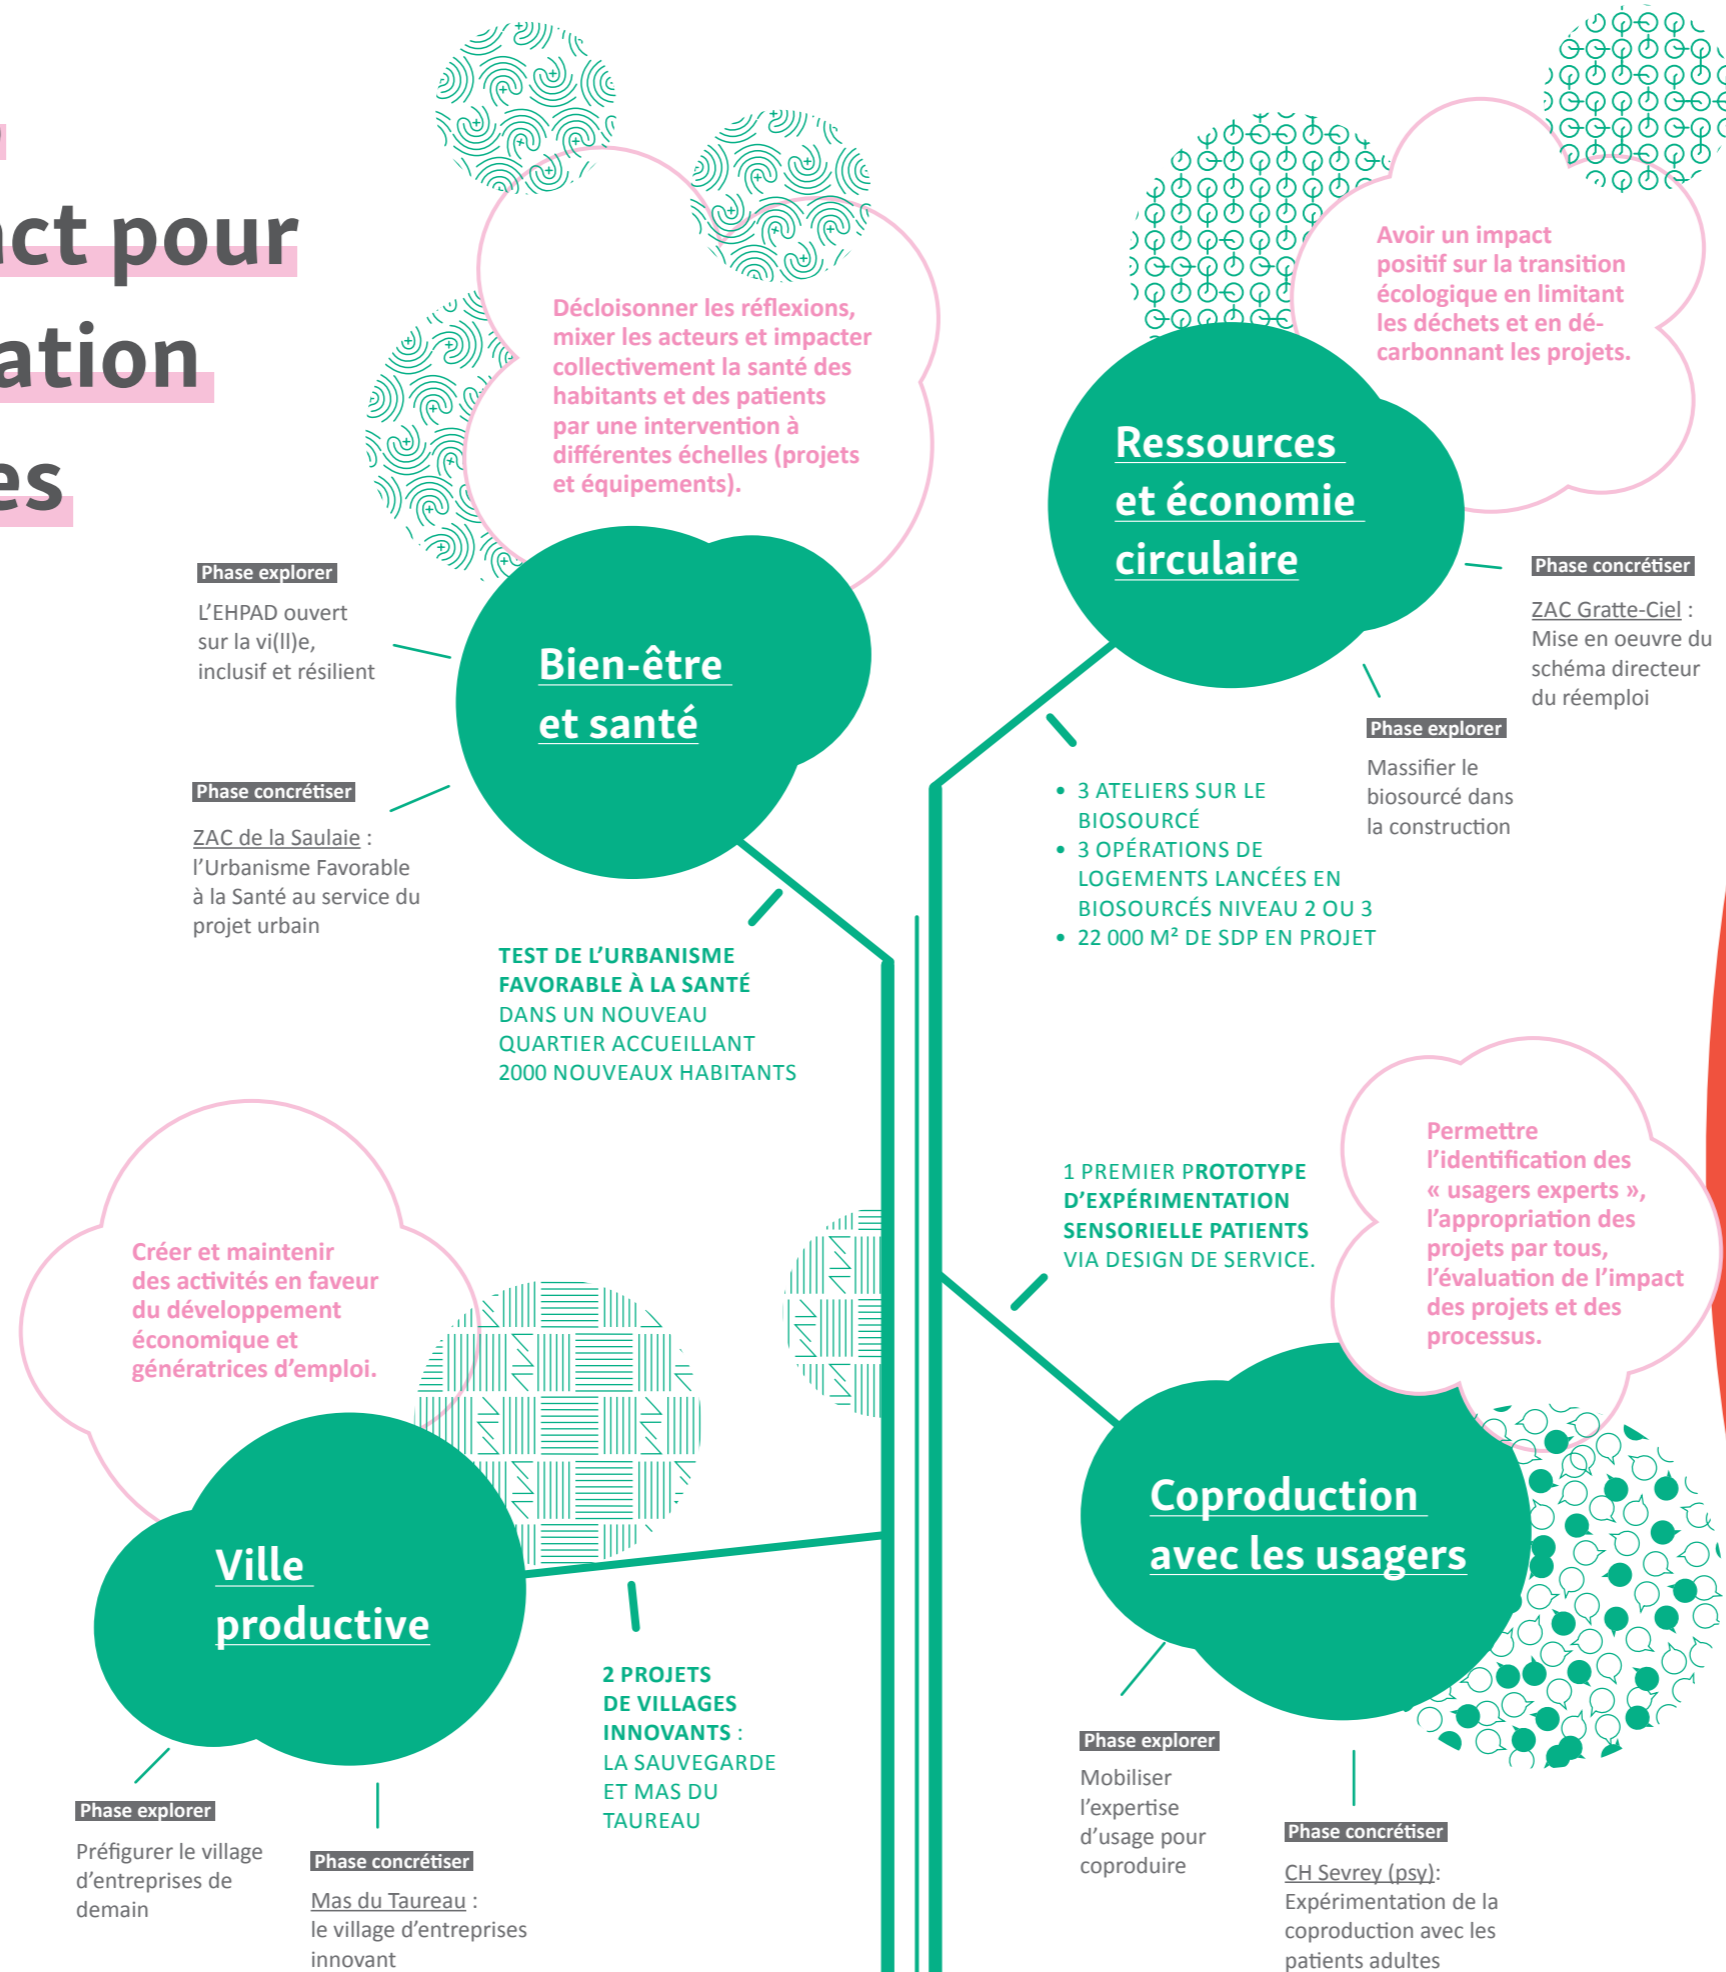 act pour
ation
es
Décloisonner les réflexions,
mixer les acteurs et impacter
collectivement la santé des
habitants et des patients
par une intervention à
différentes échelles (projets
et équipements).
Bien-être
et santé
Phase explorer
L'EHPAD ouvert
sur la vi(ll)e,
inclusif et résilient
Phase concrétiser
ZAC de la Saulaie :
l'Urbanisme Favorable
à la Santé au service du
projet urbain
TEST DE L'URBANISME
FAVORABLE À LA SANTÉ
DANS UN NOUVEAU
QUARTIER ACCUEILLANT
2000 NOUVEAUX HABITANTS
Avoir un impact
positif sur la transition
écologique en limitant
les déchets et en dé-
carbonnant les projets.
Ressources
et économie
circulaire
Phase concrétiser
ZAC Gratte-Ciel :
Mise en oeuvre du
schéma directeur
du réemploi
Phase explorer
Massifier le
biosourcé dans
la construction
• 3 ATELIERS SUR LE
BIOSOURCÉ
• 3 OPÉRATIONS DE
LOGEMENTS LANCÉES EN
BIOSOURCÉS NIVEAU 2 OU 3
• 22 000 M² DE SDP EN PROJET
Créer et maintenir
des activités en faveur
du développement
économique et
génératrices d'emploi.
Ville
productive
2 PROJETS
DE VILLAGES
INNOVANTS :
LA SAUVEGARDE
ET MAS DU
TAUREAU
Phase explorer
Préfigurer le village
d'entreprises de
demain
Phase concrétiser
Mas du Taureau :
le village d'entreprises
innovant
1 PREMIER PROTOTYPE
D'EXPÉRIMENTATION
SENSORIELLE PATIENTS
VIA DESIGN DE SERVICE.
Permettre
l'identification des
« usagers experts »,
l'appropriation des
projets par tous,
l'évaluation de l'impact
des projets et des
processus.
Coproduction
avec les usagers
Phase explorer
Mobiliser
l'expertise
d'usage pour
coproduire
Phase concrétiser
CH Sevrey (psy):
Expérimentation de la
coproduction avec les
patients adultes